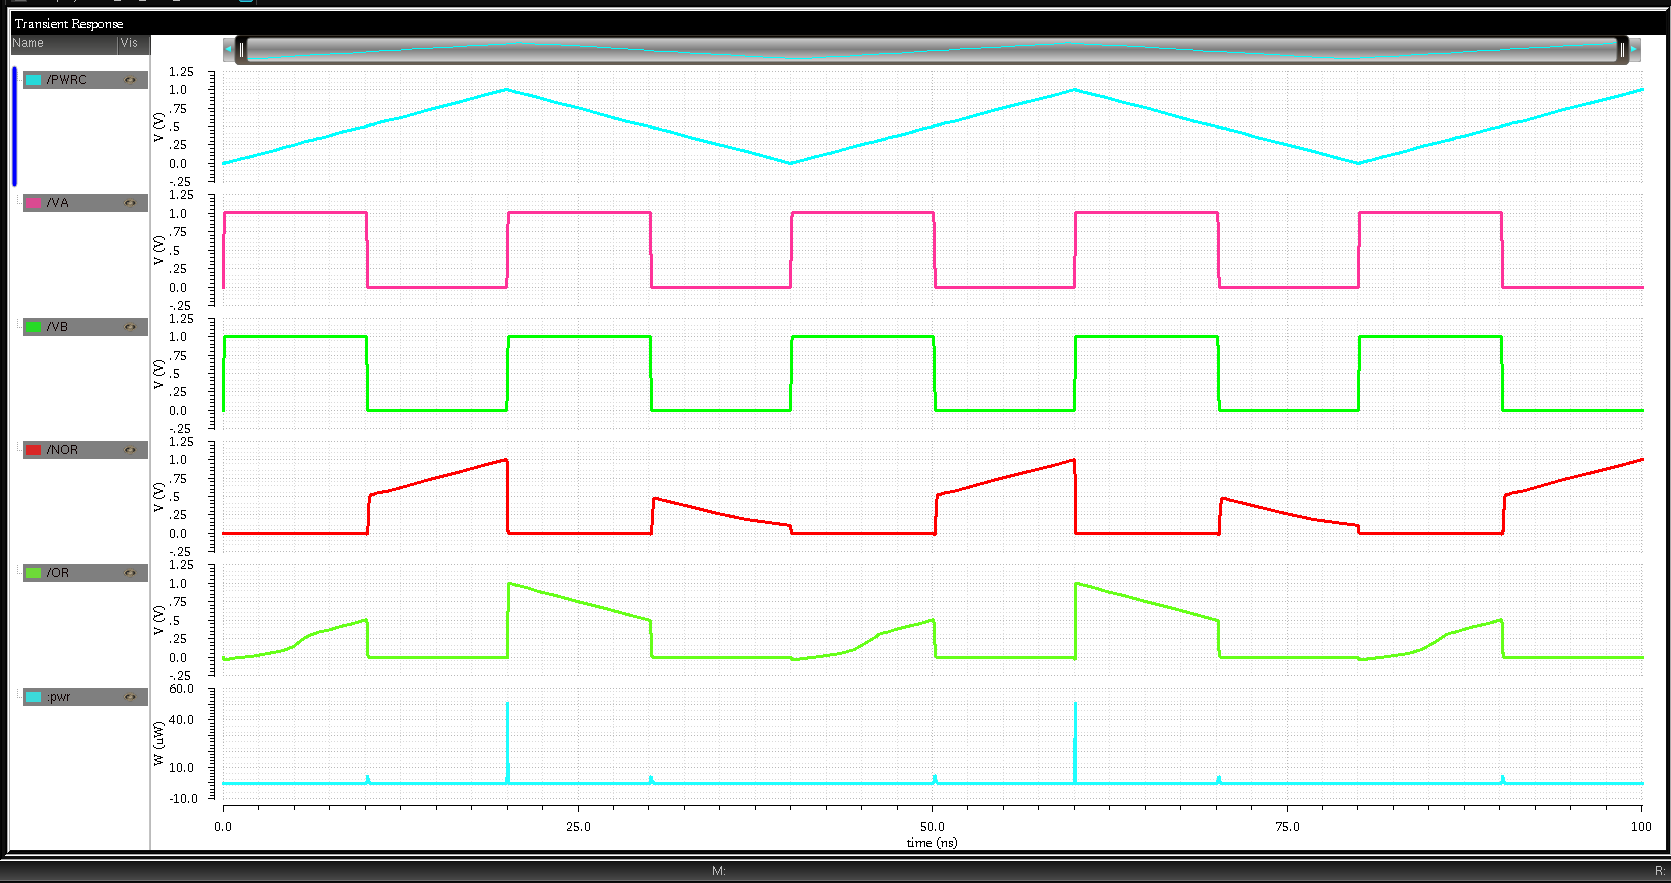 Transient Response
Name Vis
/PWRC
1.25
1.0
.75
.5
.25
0.0
-.25
V (V)
/VA
1.25
1.0
.75
.5
.25
0.0
-.25
V (V)
/VB
1.25
1.0
.75
.5
.25
0.0
-.25
V (V)
/NOR
1.25
1.0
.75
.5
.25
0.0
-.25
V (V)
/OR
1.25
1.0
.75
.5
.25
0.0
-.25
V (V)
:pwr
60.0
40.0
10.0
-10.0
W (uW)
0.0 25.0 50.0 75.0 100
time (ns)
M: R: